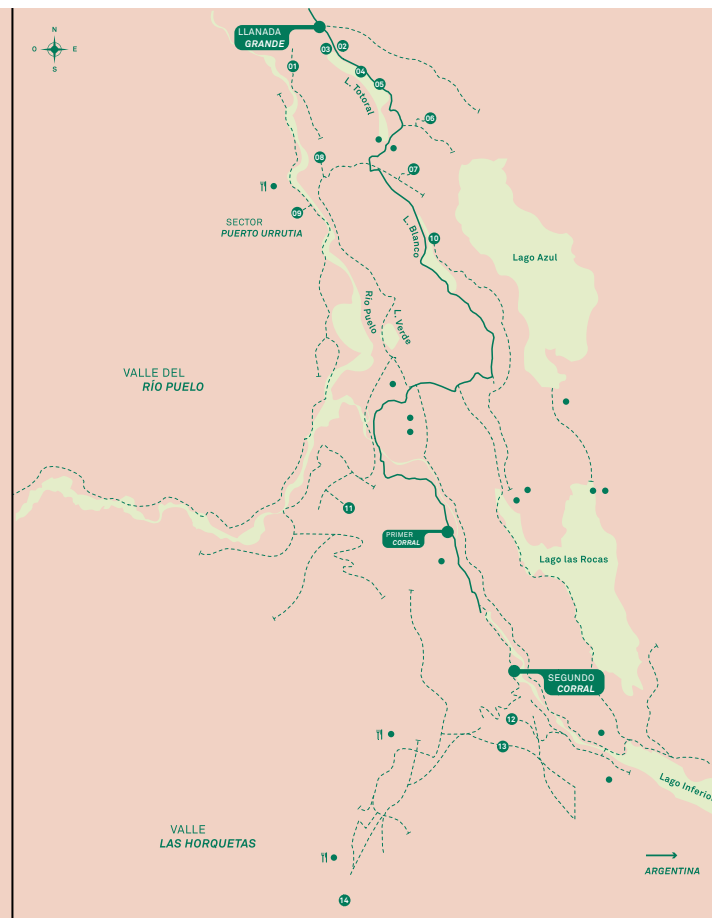 N
O
E
S
LLANADA
GRANDE
01
02
03
04
05
L. Totoral
06
07
08
09
SECTOR
PUERTO URRUTIA
L. Blanco
10
Lago Azul
Río Puelo
L. Verde
VALLE DEL
RÍO PUELO
11
PRIMER
CORRAL
Lago las Rocas
SEGUNDO
CORRAL
12
13
Lago Inferio
VALLE
LAS HORQUETAS
14
ARGENTINA